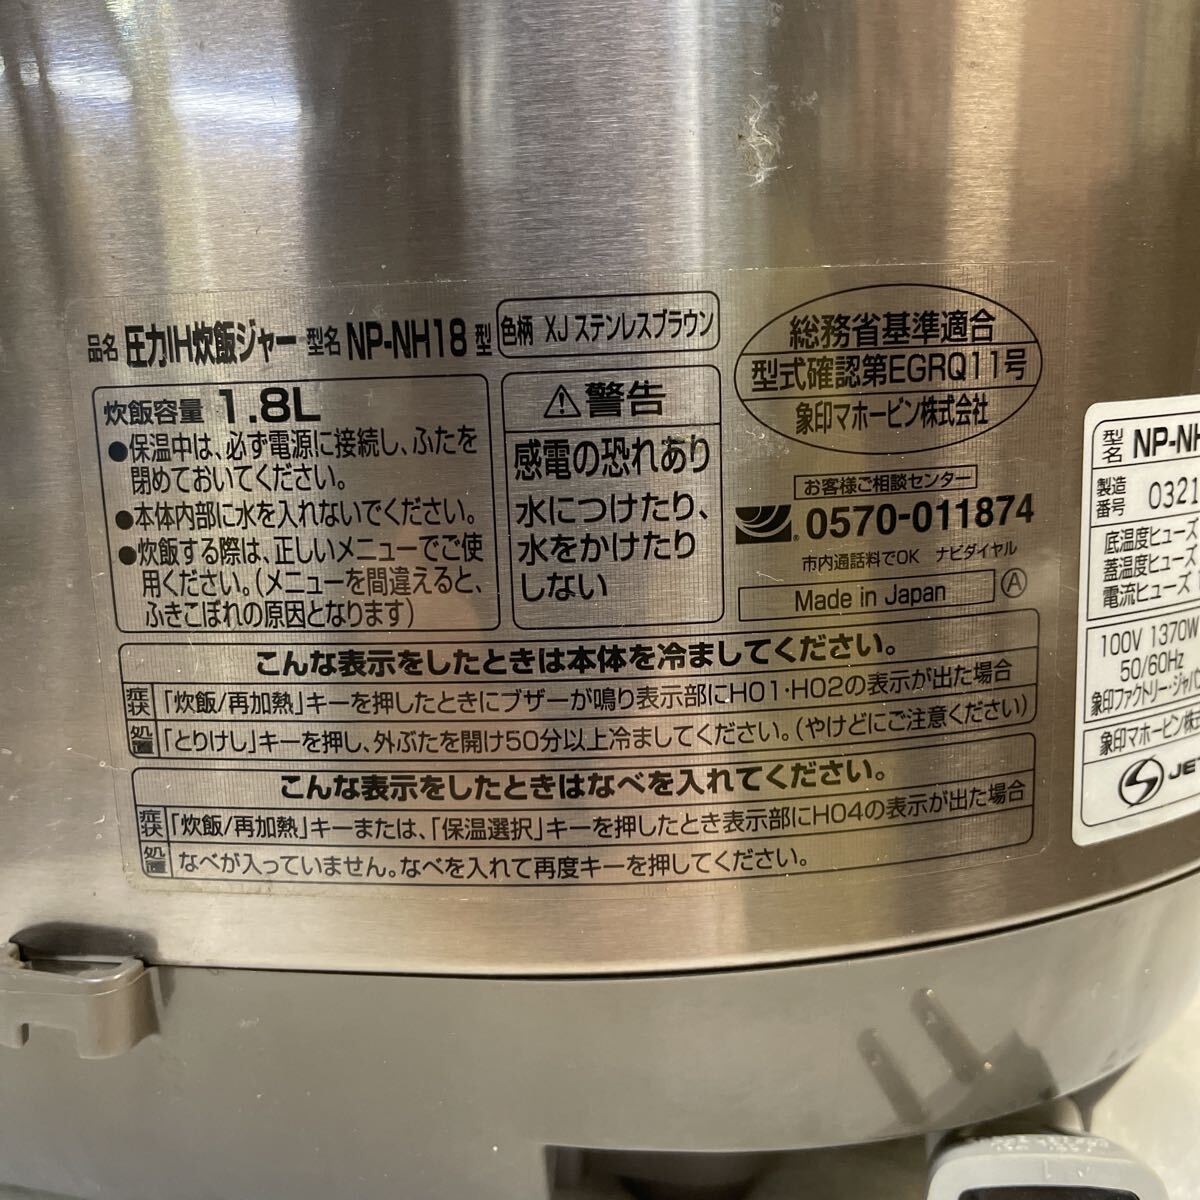 品名 圧力IH炊飯ジャー 型名 NP-NH18 型
色柄 XJ ステンレスブラウン
炊飯容量 1.8L
●保温中は、必ず電源に接続し、ふたを
閉めておいてください。
●本体内部に水を入れないでください。
●炊飯する際は、正しいメニューでご使
用ください。(メニューを間違えると、
ふきこぼれの原因となります)
⚠警告
感電の恐れあり
水につけたり、
水をかけたり
しない
総務省基準適合
型式確認第EGRQ11号
象印マホービン株式会社
お客様ご相談センター
0570-011874
市内通話料でOK ナビダイヤル
Made in Japan Ⓐ
こんな表示をしたときは本体を冷ましてください。
症状 「炊飯/再加熱」キーを押したときにブザーが鳴り表示部にH01・H02の表示が出た場合
処置 「とりけし」キーを押し、外ぶたを開け50分以上冷ましてください。(やけどにご注意ください)
こんな表示をしたときはなべを入れてください。
症状 「炊飯/再加熱」キーまたは、「保温選択」キーを押したとき表示部にH04の表示が出た場合
処置 なべが入っていません。なべを入れて再度キーを押してください。
型名 NP-NH
製造番号 0321
底温度ヒューズ
蓋温度ヒューズ
電流ヒューズ
100V 1370W
50/60Hz
象印ファクトリー・ジャパン
象印マホービン株式
JET